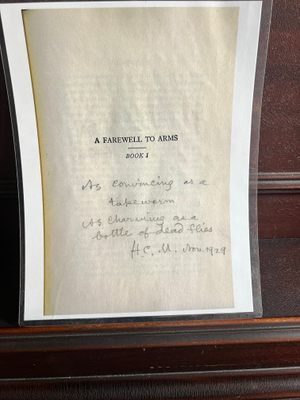 A FAREWELL TO ARMS
BOOK I
As convincing as a
tapeworm
As charming as a
bottle of dead flies
H.C.M. Nov. 1929